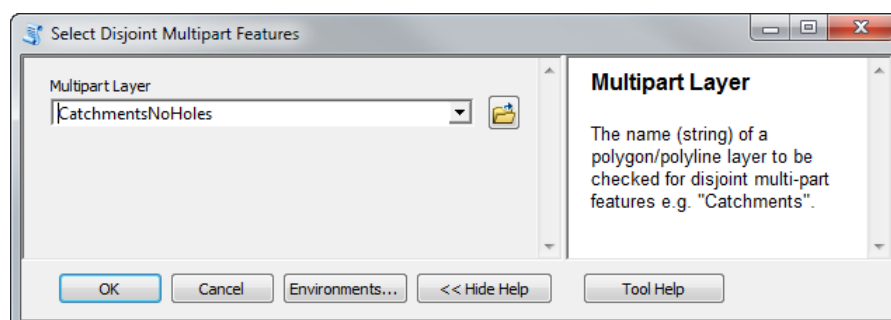 Select Disjoint Multipart Features
Multipart Layer
CatchmentsNoHoles
Multipart Layer
The name (string) of a
polygon/polyline layer to be
checked for disjoint multi-part
features e.g. "Catchments".
OK
Cancel
Environments...
<< Hide Help
Tool Help